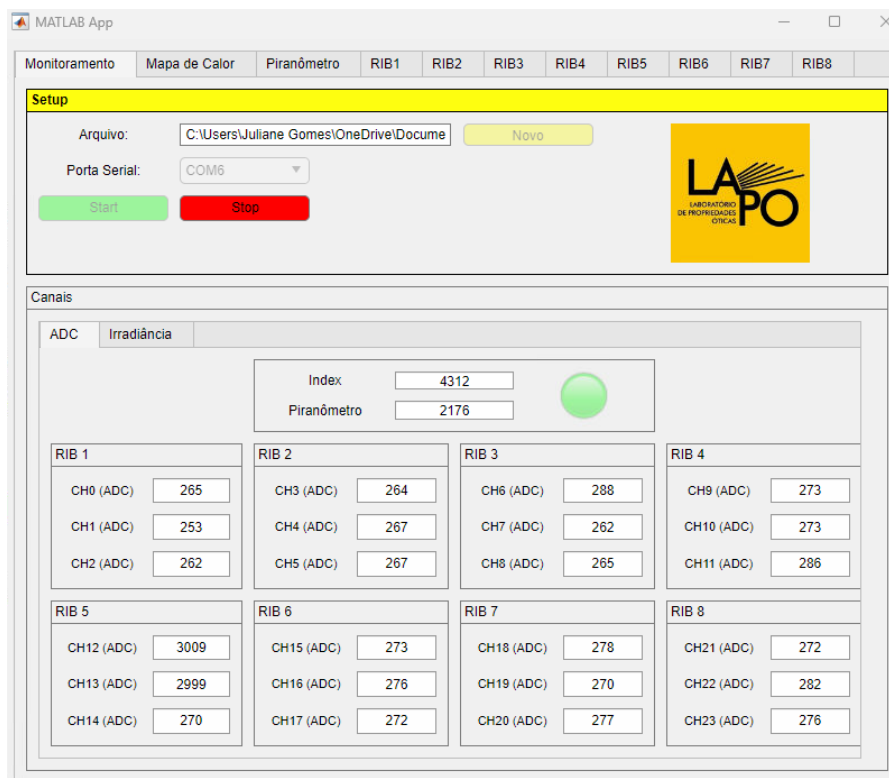 MATLAB App
Monitoramento Mapa de Calor Piranômetro RIB1 RIB2 RIB3 RIB4 RIB5 RIB6 RIB7 RIB8
Setup
Arquivo: C:\Users\Juliane Gomes\OneDrive\Docume Novo
Porta Serial: COM6
Start Stop
LAPO
LABORATÓRIO
DE PROPRIEDADES
ÓTICAS
Canais
ADC Irradiância
Index 4312
Piranômetro 2176
RIB 1 RIB 2 RIB 3 RIB 4
CH0 (ADC) 265 CH3 (ADC) 264 CH6 (ADC) 288 CH9 (ADC) 273
CH1 (ADC) 253 CH4 (ADC) 267 CH7 (ADC) 262 CH10 (ADC) 273
CH2 (ADC) 262 CH5 (ADC) 267 CH8 (ADC) 265 CH11 (ADC) 286
RIB 5 RIB 6 RIB 7 RIB 8
CH12 (ADC) 3009 CH15 (ADC) 273 CH18 (ADC) 278 CH21 (ADC) 272
CH13 (ADC) 2999 CH16 (ADC) 276 CH19 (ADC) 270 CH22 (ADC) 282
CH14 (ADC) 270 CH17 (ADC) 272 CH20 (ADC) 277 CH23 (ADC) 276